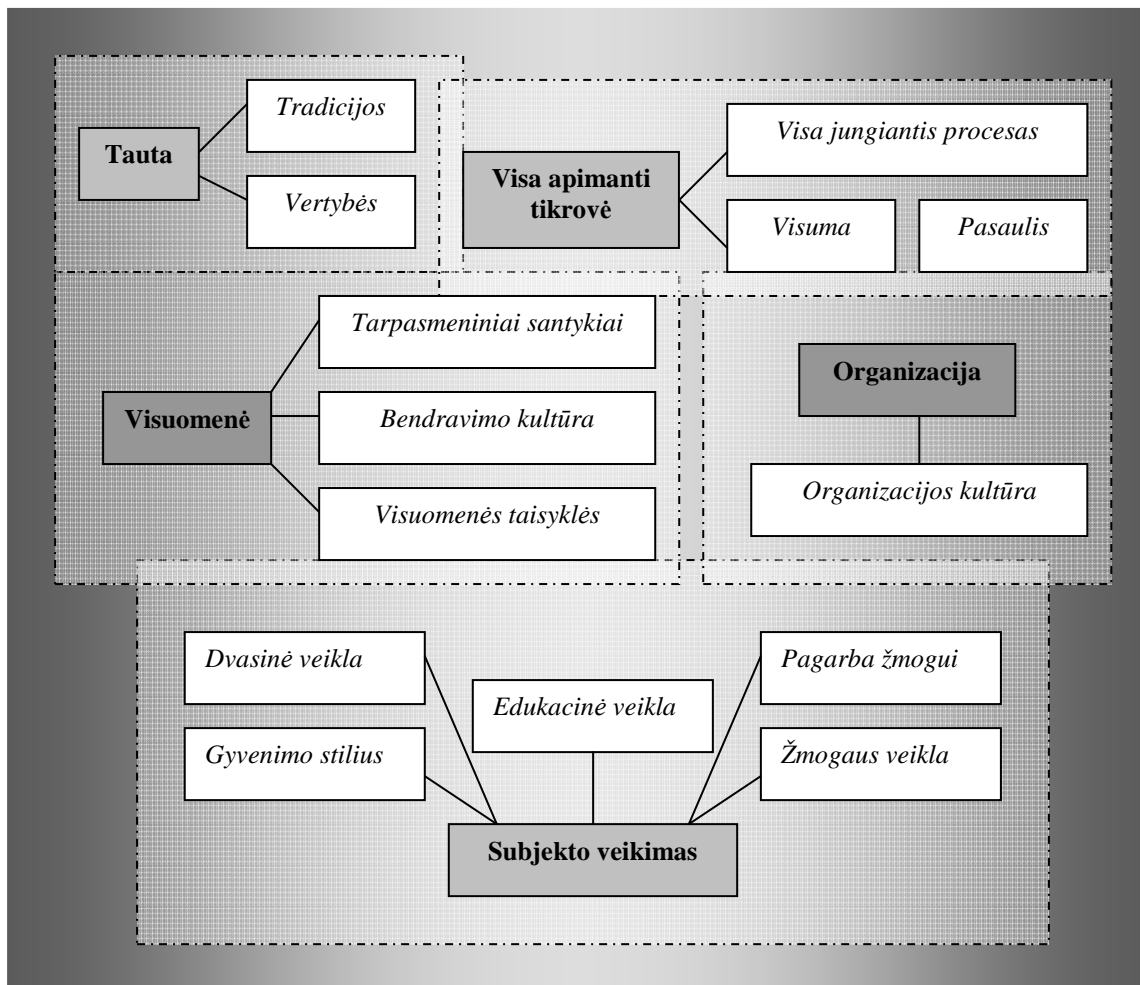 Tauta
Tradicijos
Vertybės
Visa apimanti
tikrovė
Visa jungiantis procesas
Visuma
Pasaulis
Visuomenė
Tarpasmeniniai santykiai
Bendravimo kultūra
Visuomenės taisyklės
Organizacija
Organizacijos kultūra
Dvasinė veikla
Gyvenimo stilius
Edukacinė veikla
Pagarba žmogui
Žmogaus veikla
Subjekto veikimas